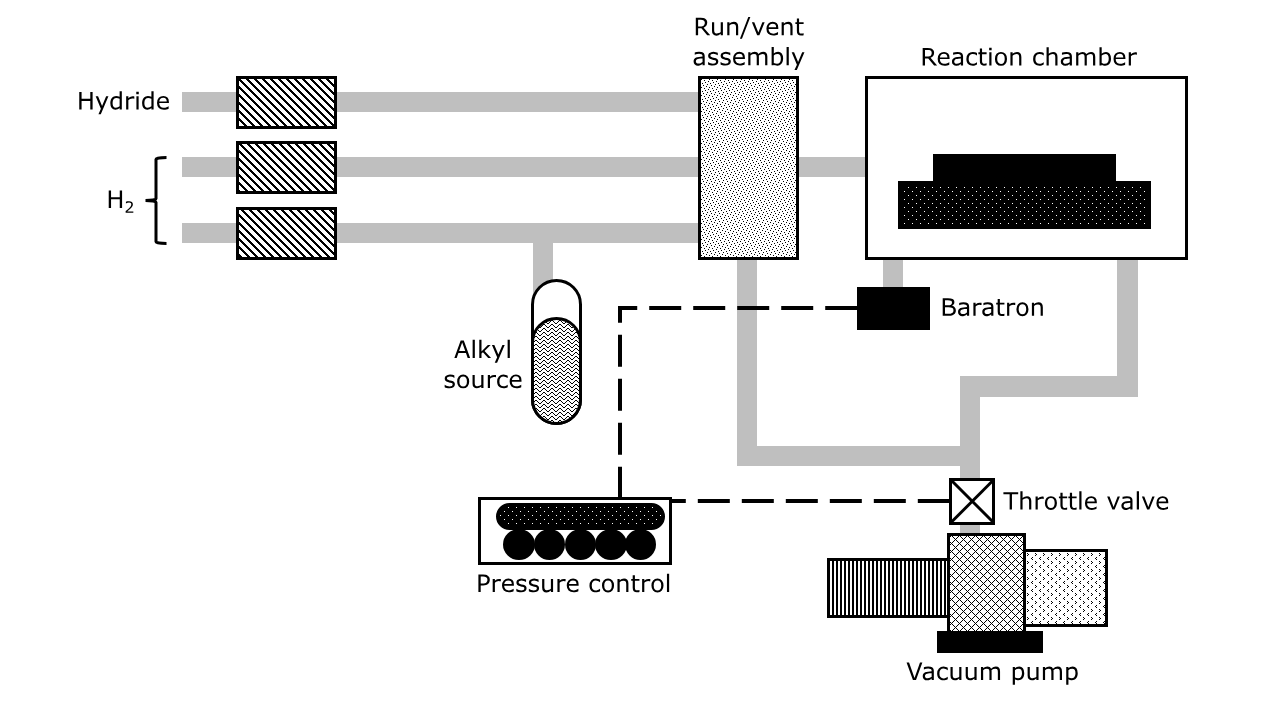 Run/vent
assembly
Reaction chamber
Hydride
H₂
Baratron
Alkyl
source
Throttle valve
Pressure control
Vacuum pump